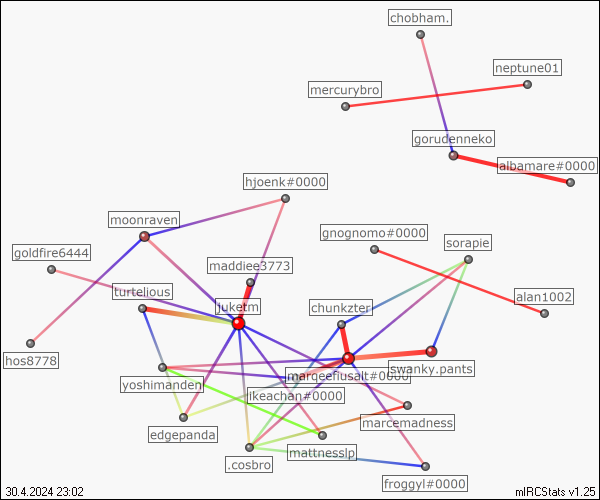 chobham.
neptune01
mercurybro
gorudenneko
albamare#0000
hjoenk#0000
moonraven
gnognomo#0000
sorapie
goldfire6444
maddiee3773
turtelious
juketm
chunkzter
alan1002
hos8778
swanky.pants
yoshimanden
ikeachan#0000
marcemadness
edgepanda
mattnesslp
.cosbro
froggyl#0000
30.4.2024 23:02
mIRCStats v1.25